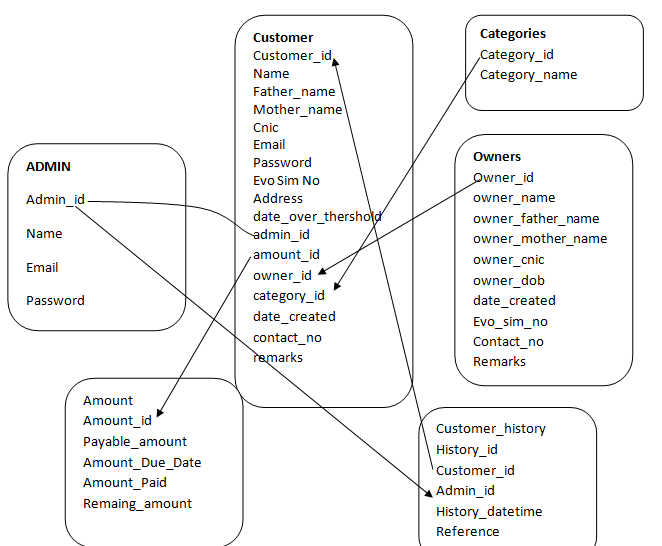 Customer
Customer_id
Name
Father_name
Mother_name
Cnic
Email
Password
Evo Sim No
Address
date_over_thershold
admin_id
amount_id
owner_id
category_id
date_created
contact_no
remarks
Categories
Category_id
Category_name
ADMIN
Admin_id
Name
Email
Password
Owners
Owner_id
owner_name
owner_father_name
owner_mother_name
owner_cnic
owner_dob
date_created
Evo_sim_no
Contact_no
Remarks
Amount
Amount_id
Payable_amount
Amount_Due_Date
Amount_Paid
Remaing_amount
Customer_history
History_id
Customer_id
Admin_id
History_datetime
Reference